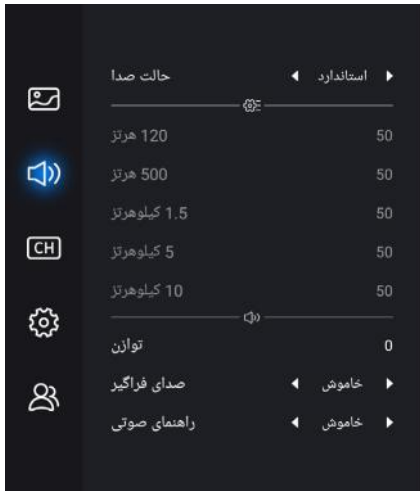 حالت صدا استاندارد
120 هرتز 50
500 هرتز 50
CH
1.5 کیلوهرتز 50
5 کیلوهرتز 50
10 کیلوهرتز 50
توازن 0
صدای فراگیر خاموش
راهنمای صوتی خاموش